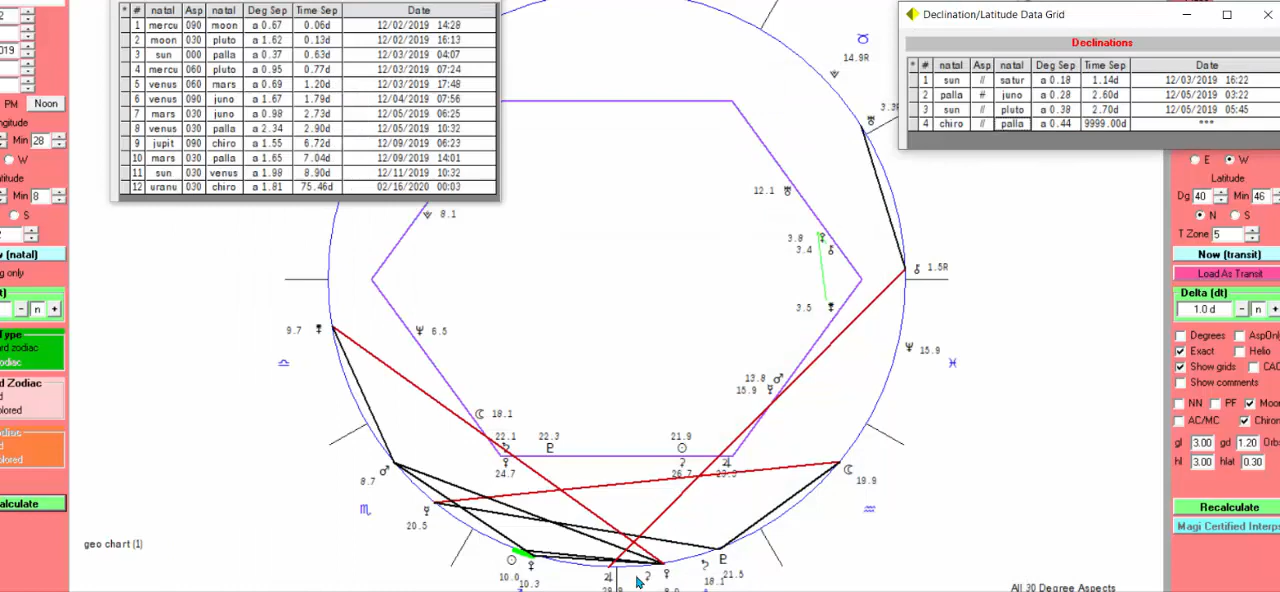 # natal Asp natal Deg Sep Time Sep Date
1 mercu 090 moon a 0.67 0.06d 12/02/2019 14:28
2 moon 030 pluto a 1.62 0.13d 12/02/2019 16:13
3 sun 000 palla a 0.37 0.63d 12/03/2019 04:07
4 mercu 060 pluto a 0.95 0.77d 12/03/2019 07:24
5 venus 060 mars a 0.69 1.20d 12/03/2019 17:48
6 venus 090 juno a 1.67 1.79d 12/04/2019 07:56
7 mars 030 juno a 0.98 2.73d 12/05/2019 06:25
8 venus 030 palla a 2.34 2.90d 12/05/2019 10:32
9 jupit 090 chiro a 1.55 6.72d 12/09/2019 06:23
10 mars 030 palla a 1.65 7.04d 12/09/2019 14:01
11 sun 030 venus a 1.98 8.90d 12/11/2019 10:32
12 uranu 030 chiro a 1.81 75.46d 02/16/2020 00:03
Declination/Latitude Data Grid
Declinations
* # natal Asp natal Deg Sep Time Sep Date
1 sun // satur a 0.18 1.14d 12/03/2019 16:22
2 palla # juno a 0.28 2.60d 12/05/2019 03:22
3 sun // pluto a 0.38 2.70d 12/05/2019 05:45
4 chiro // palla a 0.44 9999.00d ***
2
019
PM Noon
ngitude
Min 28
W
atitude
Min 8
S
2
w (natal)
g only
t)
- n +
Type
rd zodiac
odiac
d Zodiac
d
olored
odiac
d
olored
alculate
14.9R
3.3
12.1
8.1
3.8
3.4
1.5R
3.5
9.7
6.5
15.9
13.8
15.9
18.1
22.1 22.3 21.9
24.7 26.7
8.7
19.9
20.5
10.0 10.3
18.1 21.5
geo chart (1)
All 30 Degree Aspects
E W
Latitude
Dg 40 Min 46
N S
T Zone 5
Now (transit)
Load As Transit
Delta (dt)
1.0 d - n +
Degrees AspOnl
Exact Helio
Show grids CAC
Show comments
NN PF Moo
AC/MC Chiron
gl 3.00 gd 1.20 Orbs
hl 3.00 hlat 0.30
Recalculate
Magi Certified Interps